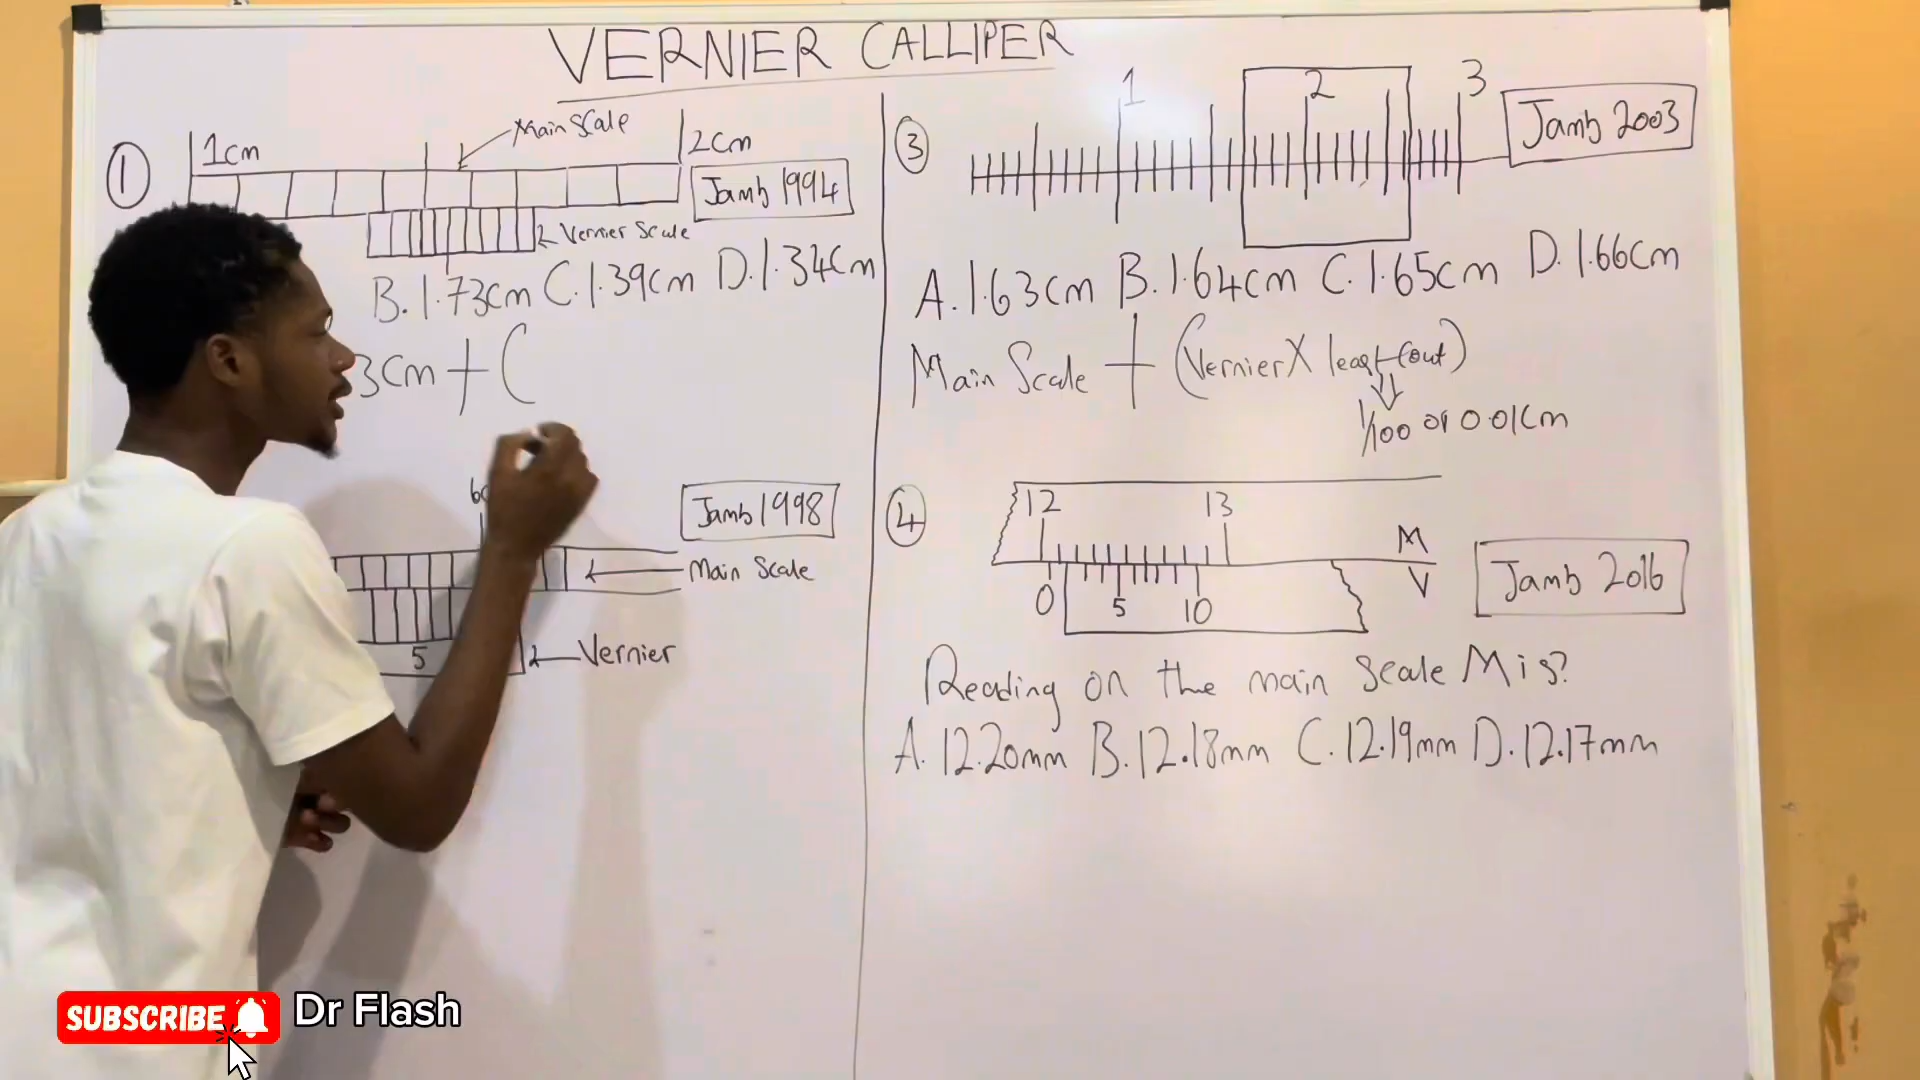 VERNIER CALLIPER
1
1cm
Main Scale
2cm
Jamb 1994
Vernier Scale
B. 1.73cm C. 1.39cm D. 1.34cm
3cm + (
Jamb 1998
Main Scale
5
Vernier
3
1
2
3
Jamb 2003
A. 1.63cm B. 1.64cm C. 1.65cm D. 1.66cm
Main Scale + (Vernier X least count)
1/100 or 0.01cm
4
12
13
M
V
0
5
10
Jamb 2016
Reading on the main scale M is?
A. 12.20mm B. 12.18mm C. 12.19mm D. 12.17mm
SUBSCRIBE
Dr Flash